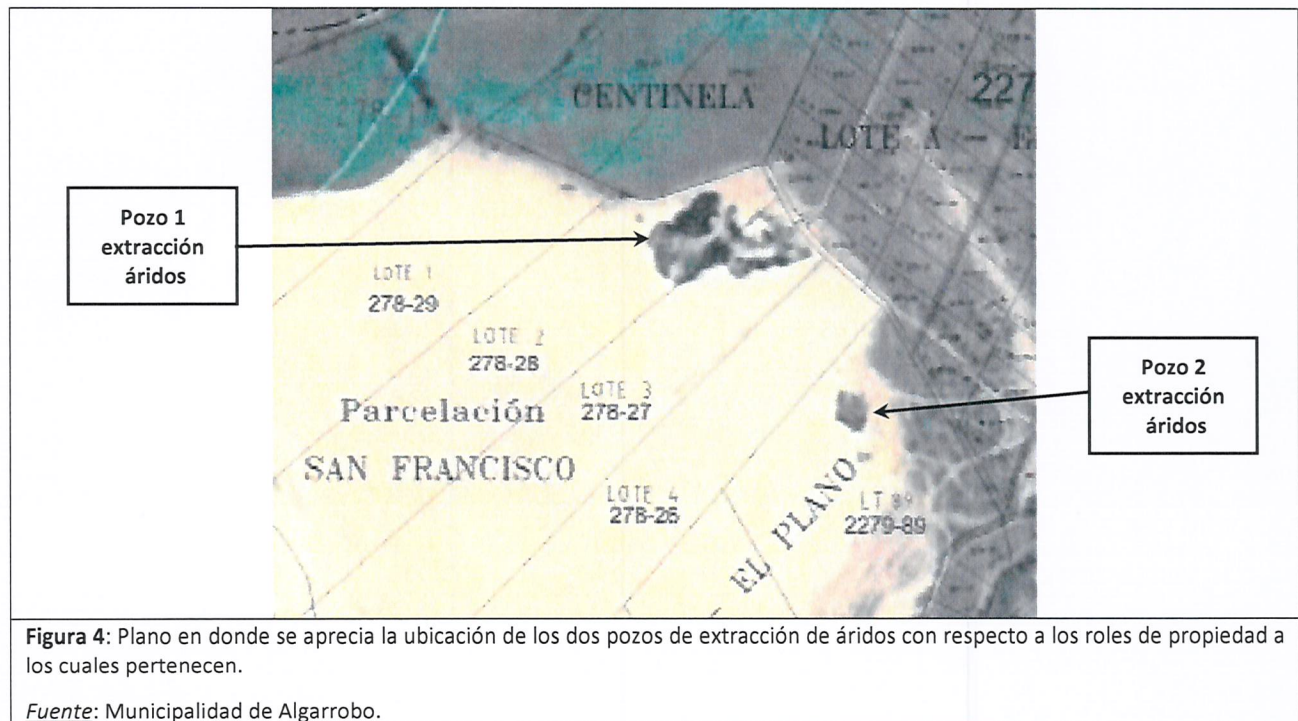 CENTINELA
227
LOTE A - E
Pozo 1
extracción
áridos
LOTE 1
278-29
LOTE 2
278-28
LOTE 3
278-27
Parcelación
SAN FRANCISCO
LOTE 4
278-26
EL PLANO
LT 89
2279-89
Pozo 2
extracción
áridos
Figura 4: Plano en donde se aprecia la ubicación de los dos pozos de extracción de áridos con respecto a los roles de propiedad a
los cuales pertenecen.
Fuente: Municipalidad de Algarrobo.